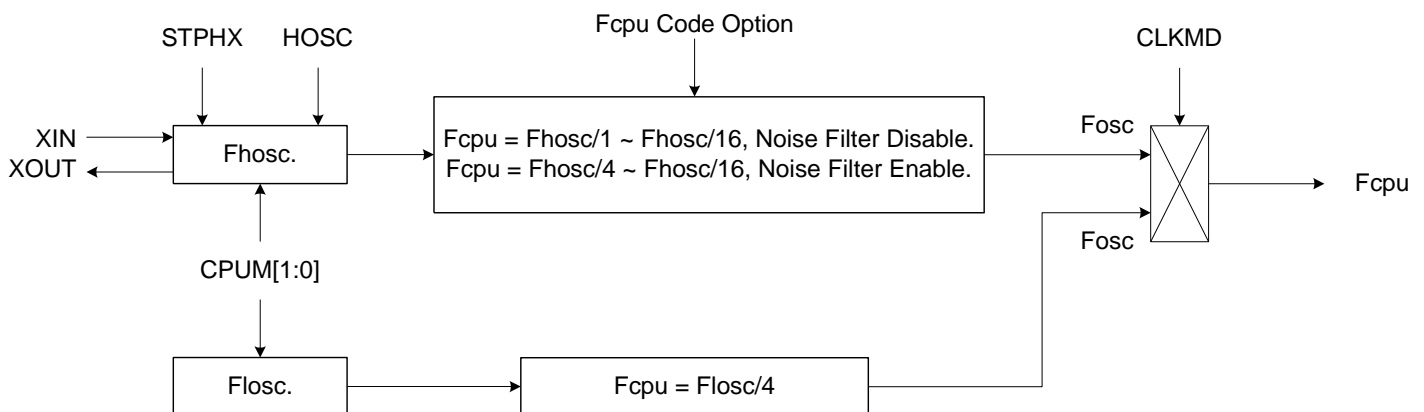 Fcpu Code Option
STPHX
HOSC
CLKMD
XIN
XOUT
Fhosc.
Fcpu = Fhosc/1 ~ Fhosc/16, Noise Filter Disable.
Fcpu = Fhosc/4 ~ Fhosc/16, Noise Filter Enable.
Fosc
Fcpu
Fosc
CPUM[1:0]
Flosc.
Fcpu = Flosc/4